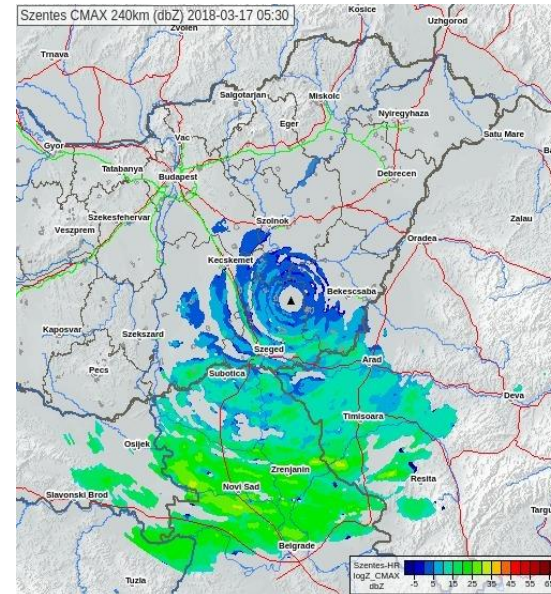 Szentes CMAX 240km (dbZ) 2018-03-17 05:30
Kosice
Zvolen
Uzhgorod
Trnava
Salgotarjan
Miskolc
Nyiregyhaza
Eger
Satu Mare
Vac
Gyor
Tatabanya
Budapest
Debrecen
Szekesfehervar
Szolnok
Zalau
Veszprem
Oradea
Kecskemet
Bekescsaba
Kaposvar
Szekszard
Szeged
Arad
Pecs
Subotica
Deva
Timisoara
Osijek
Zrenjanin
Resita
Novi Sad
Slavonski Brod
Belgrade
Szentes-HR
logZ_CMAX
dbZ
-5 5 15 25 35 45 55 65
Tuzla